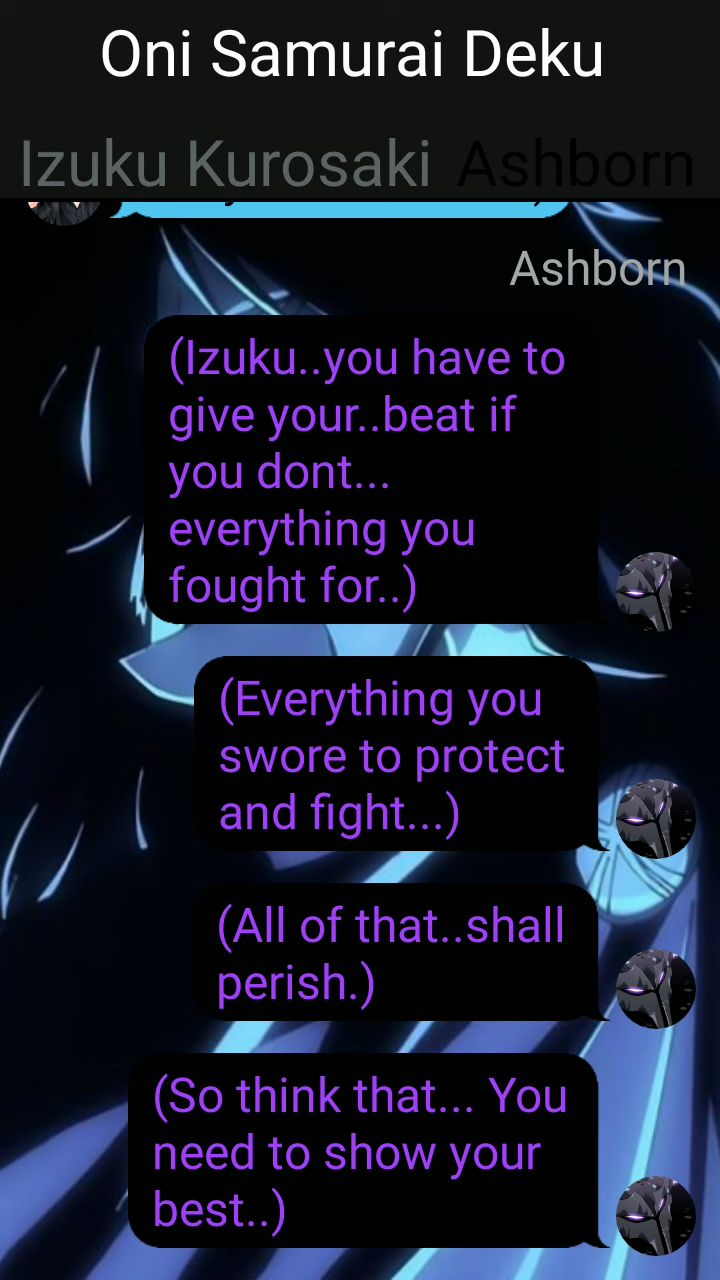 Oni Samurai Deku
Izuku Kurosaki Ashborn
Ashborn
(Izuku..you have to
give your..beat if
you dont...
everything you
fought for..)
(Everything you
swore to protect
and fight...)
(All of that..shall
perish.)
(So think that... You
need to show your
best..)